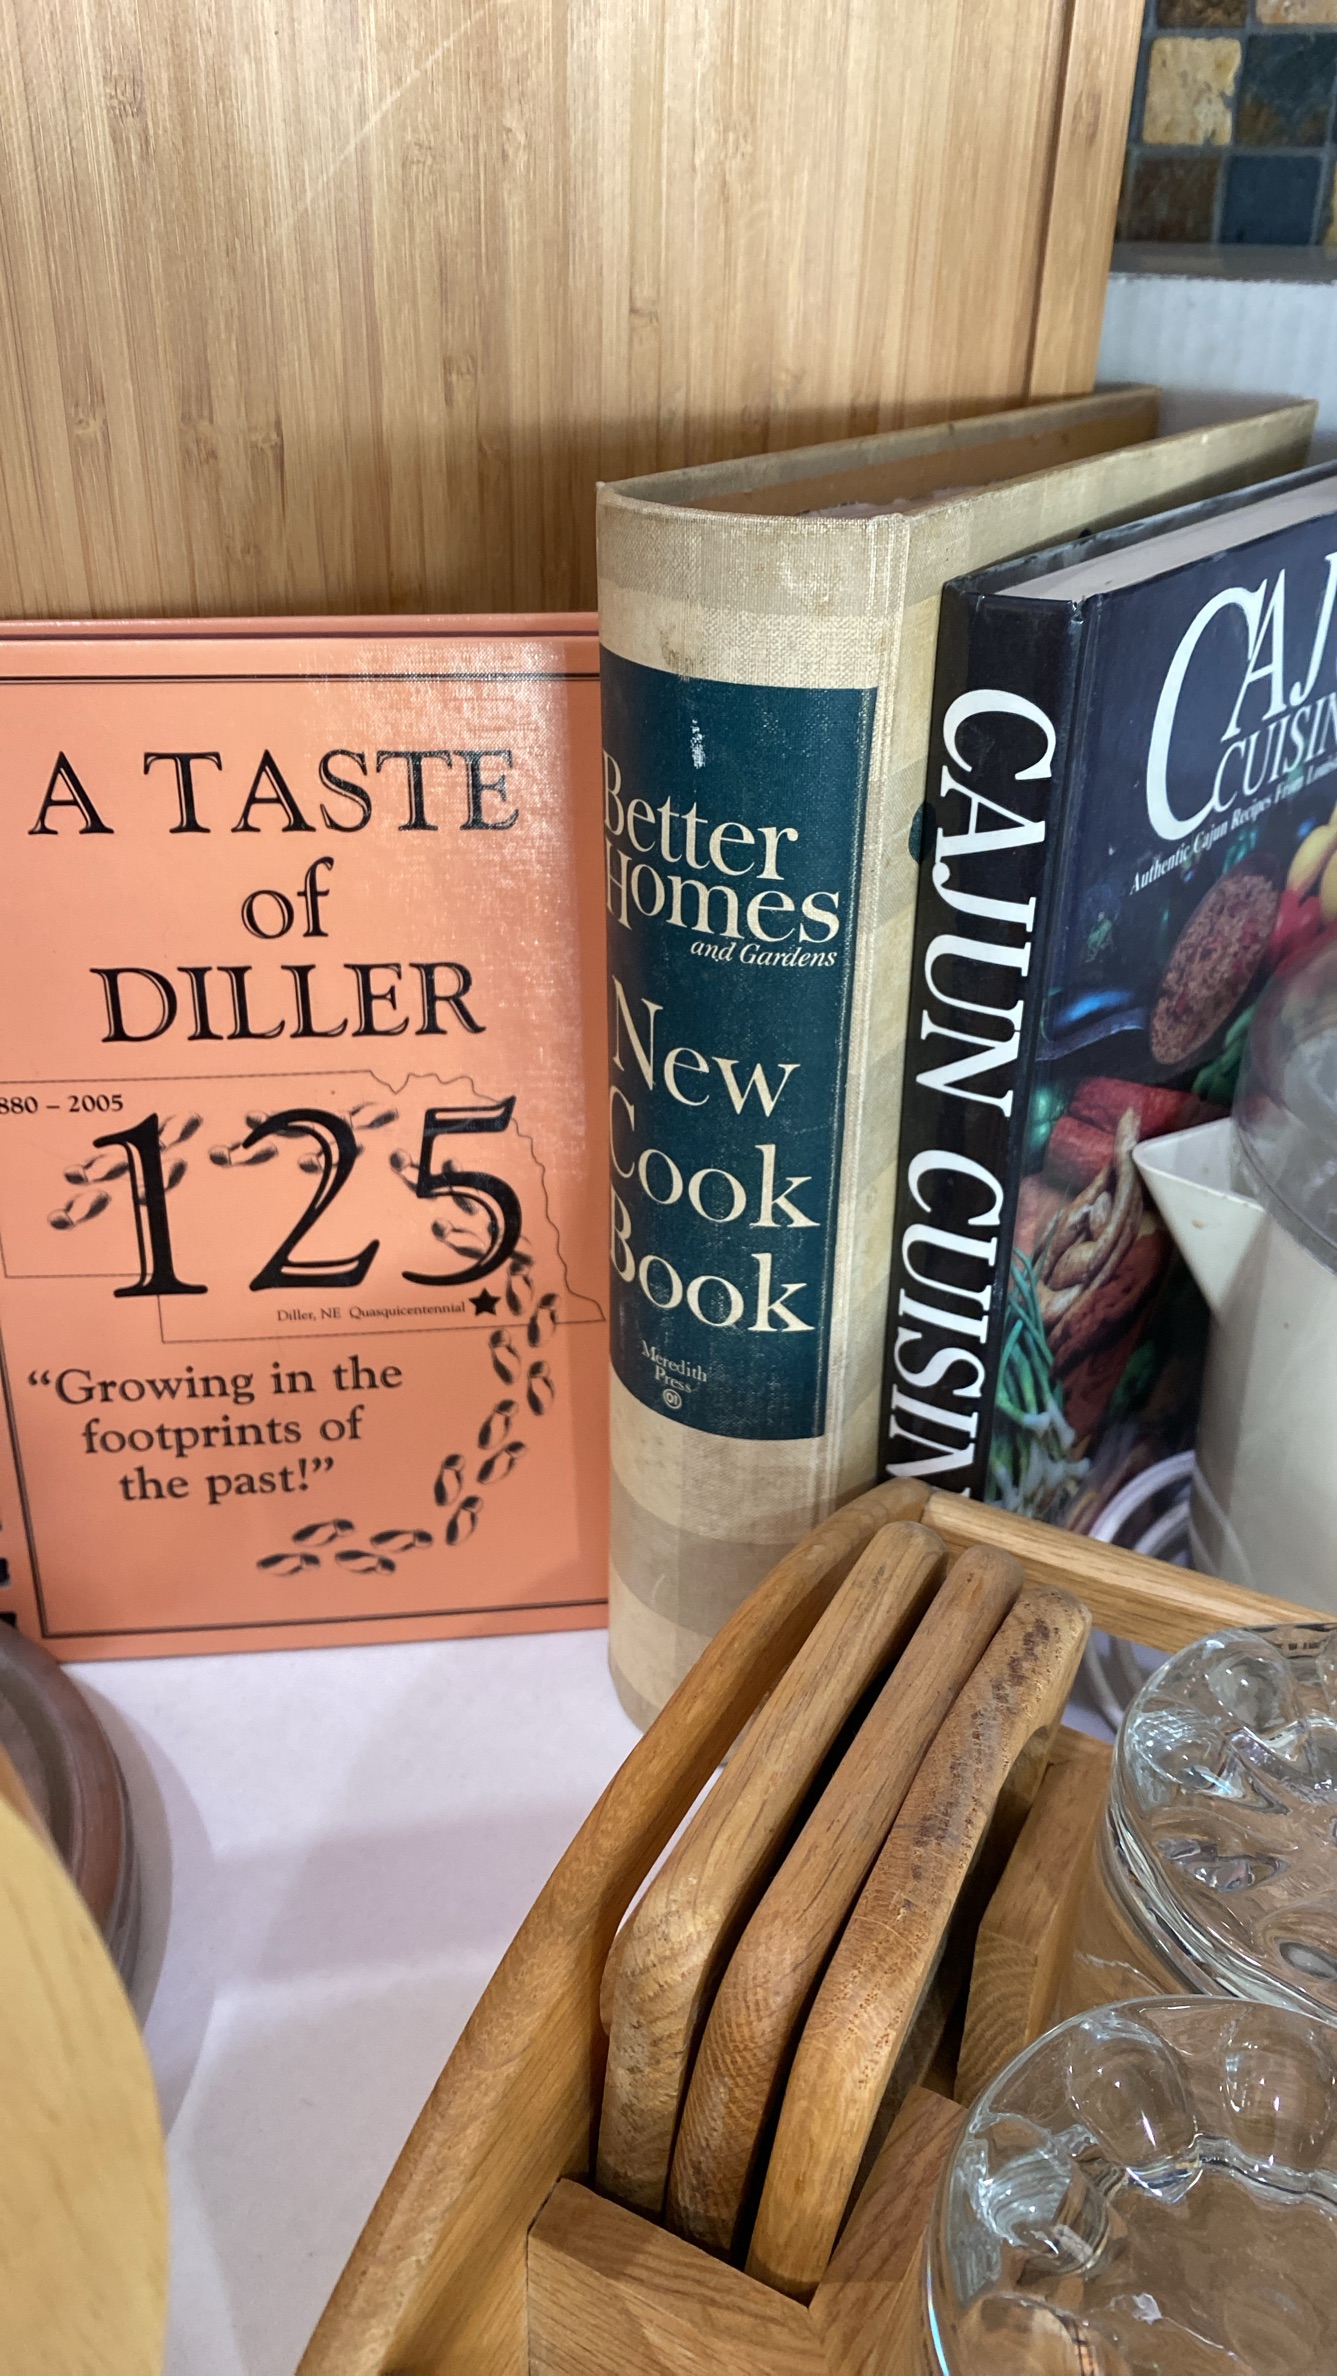 A TASTE
of
DILLER
880 – 2005
125
Diller, NE Quasquicentennial
“Growing in the
footprints of
the past!”
Better
Homes
and Gardens
New
Cook
Book
Meredith
Press
CAJUN CUISIN
CAJ
CUISIN
Authentic Cajun Recipes From Louis